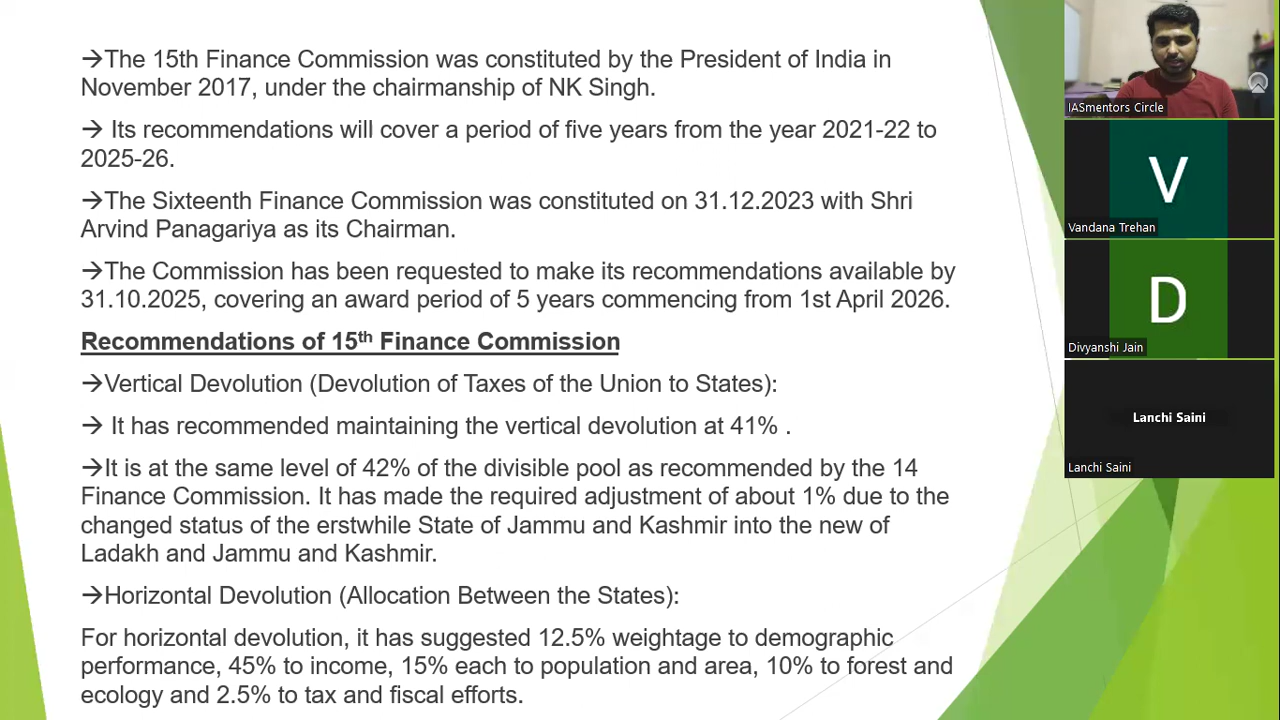 →The 15th Finance Commission was constituted by the President of India in
November 2017, under the chairmanship of NK Singh.
→ Its recommendations will cover a period of five years from the year 2021-22 to
2025-26.
→The Sixteenth Finance Commission was constituted on 31.12.2023 with Shri
Arvind Panagariya as its Chairman.
→The Commission has been requested to make its recommendations available by
31.10.2025, covering an award period of 5 years commencing from 1st April 2026.
Recommendations of 15th Finance Commission
→Vertical Devolution (Devolution of Taxes of the Union to States):
→ It has recommended maintaining the vertical devolution at 41% .
→It is at the same level of 42% of the divisible pool as recommended by the 14
Finance Commission. It has made the required adjustment of about 1% due to the
changed status of the erstwhile State of Jammu and Kashmir into the new of
Ladakh and Jammu and Kashmir.
→Horizontal Devolution (Allocation Between the States):
For horizontal devolution, it has suggested 12.5% weightage to demographic
performance, 45% to income, 15% each to population and area, 10% to forest and
ecology and 2.5% to tax and fiscal efforts.
IASmentors Circle
V
Vandana Trehan
D
Divyanshi Jain
Lanchi Saini
Lanchi Saini